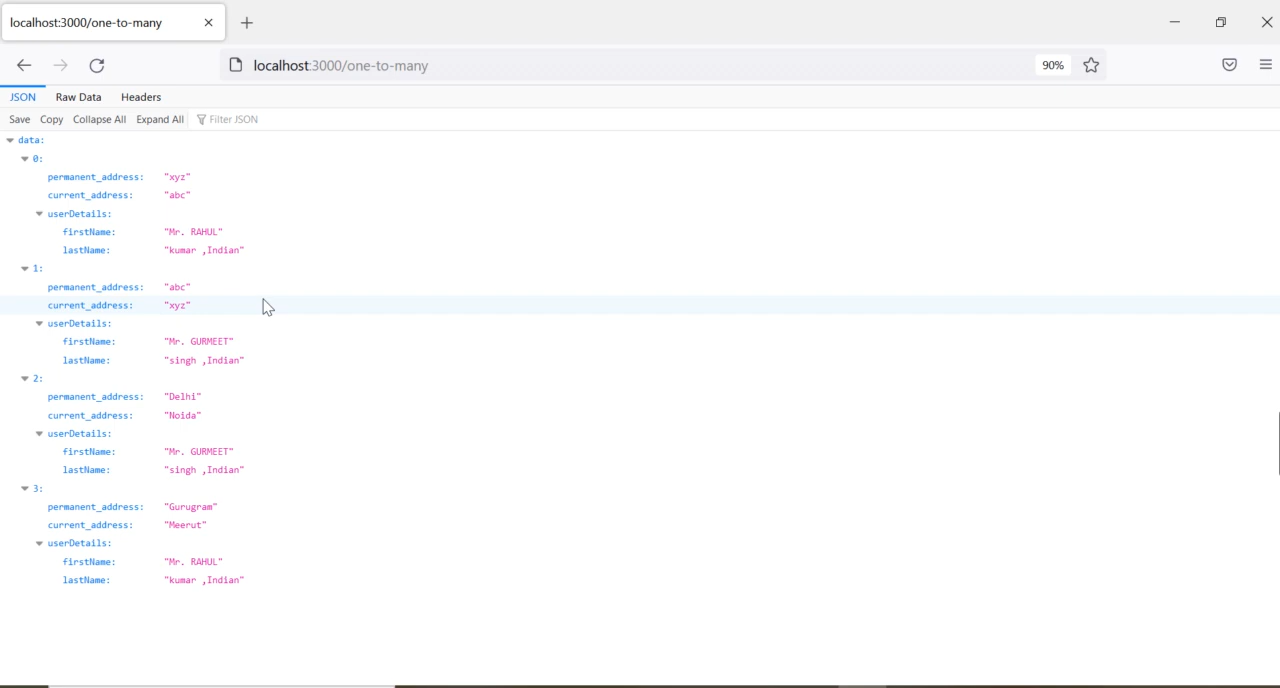 localhost:3000/one-to-many
localhost:3000/one-to-many 90%
JSON Raw Data Headers
Save Copy Collapse All Expand All Filter JSON
data:
0:
permanent_address: "xyz"
current_address: "abc"
userDetails:
firstName: "Mr. RAHUL"
lastName: "kumar ,Indian"
1:
permanent_address: "abc"
current_address: "xyz"
userDetails:
firstName: "Mr. GURMEET"
lastName: "singh ,Indian"
2:
permanent_address: "Delhi"
current_address: "Noida"
userDetails:
firstName: "Mr. GURMEET"
lastName: "singh ,Indian"
3:
permanent_address: "Gurugram"
current_address: "Meerut"
userDetails:
firstName: "Mr. RAHUL"
lastName: "kumar ,Indian"